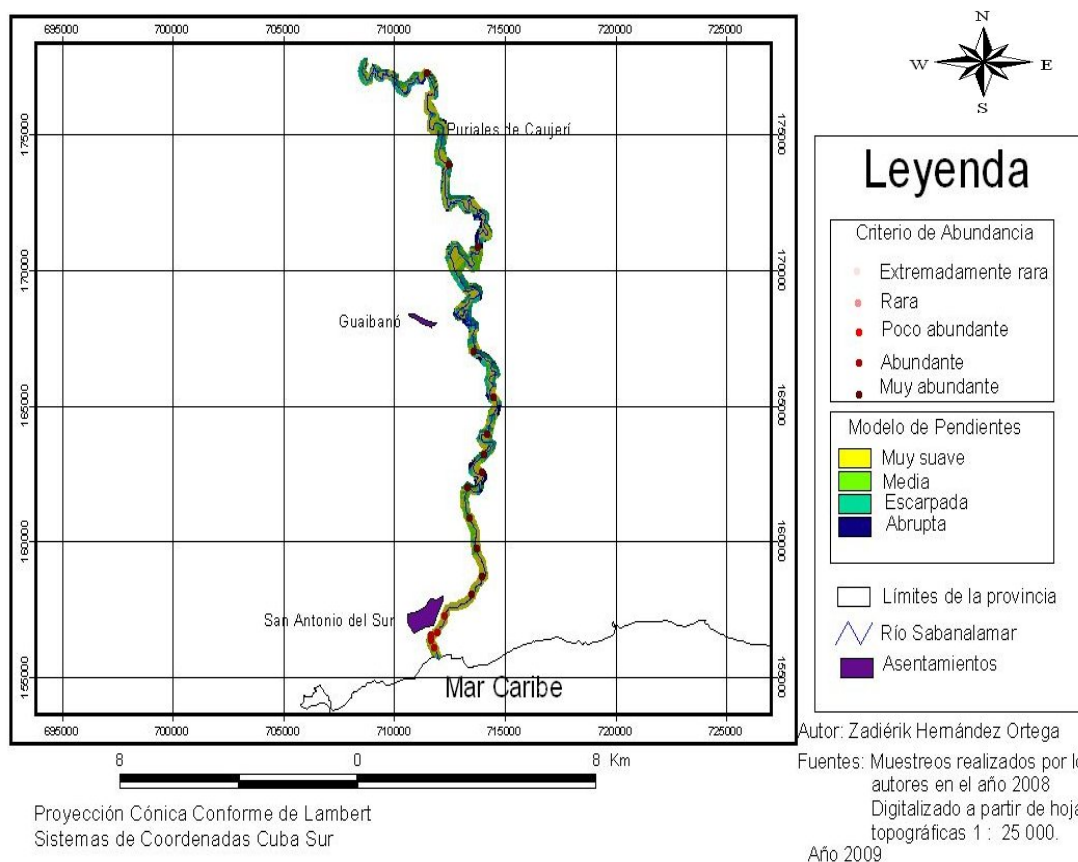 695000 700000 705000 710000 715000 720000 725000
N
W E
S
175000 175000
Puriales de Caujerí
170000 170000
Guaibanó
165000 165000
160000 160000
San Antonio del Sur
155000 155000
Mar Caribe
695000 700000 705000 710000 715000 720000 725000
Leyenda
Criterio de Abundancia
Extremadamente rara
Rara
Poco abundante
Abundante
Muy abundante
Modelo de Pendientes
Muy suave
Media
Escarpada
Abrupta
Límites de la provincia
Río Sabanalamar
Asentamientos
8 0 8 Km
Proyección Cónica Conforme de Lambert
Sistemas de Coordenadas Cuba Sur
Autor: Zadiérik Hernández Ortega
Fuentes: Muestreos realizados por lo
autores en el año 2008
Digitalizado a partir de hoja
topográficas 1 : 25 000.
Año 2009